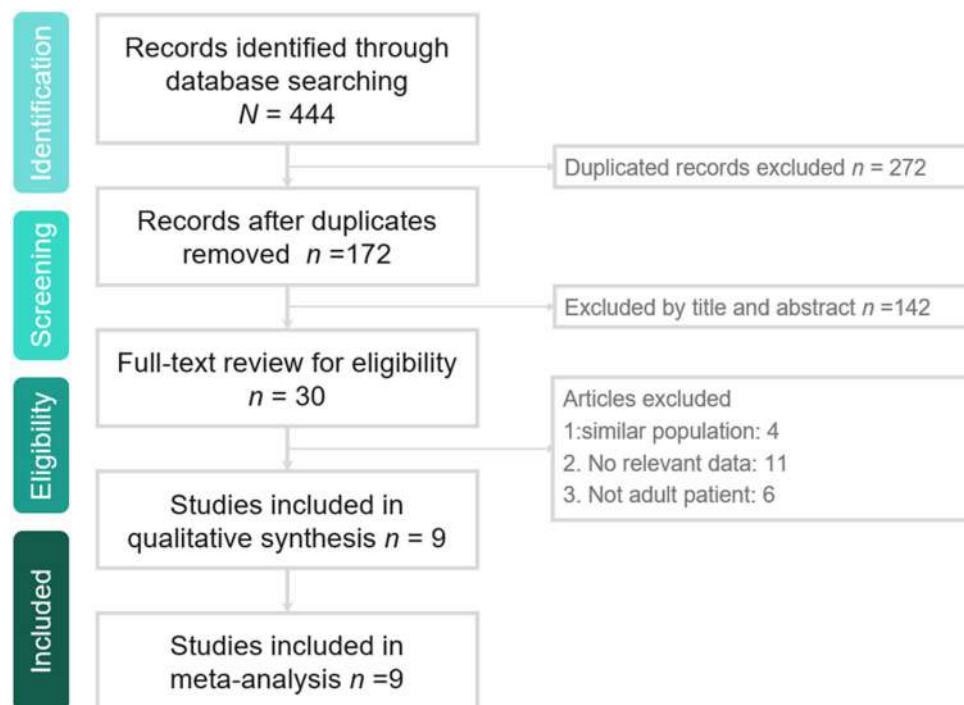 Identification
Records identified through
database searching
N = 444
Duplicated records excluded n = 272
Screening
Records after duplicates
removed n =172
Excluded by title and abstract n =142
Eligibility
Full-text review for eligibility
n = 30
Articles excluded
1:similar population: 4
2. No relevant data: 11
3. Not adult patient: 6
Studies included in
qualitative synthesis n = 9
Included
Studies included in
meta-analysis n =9